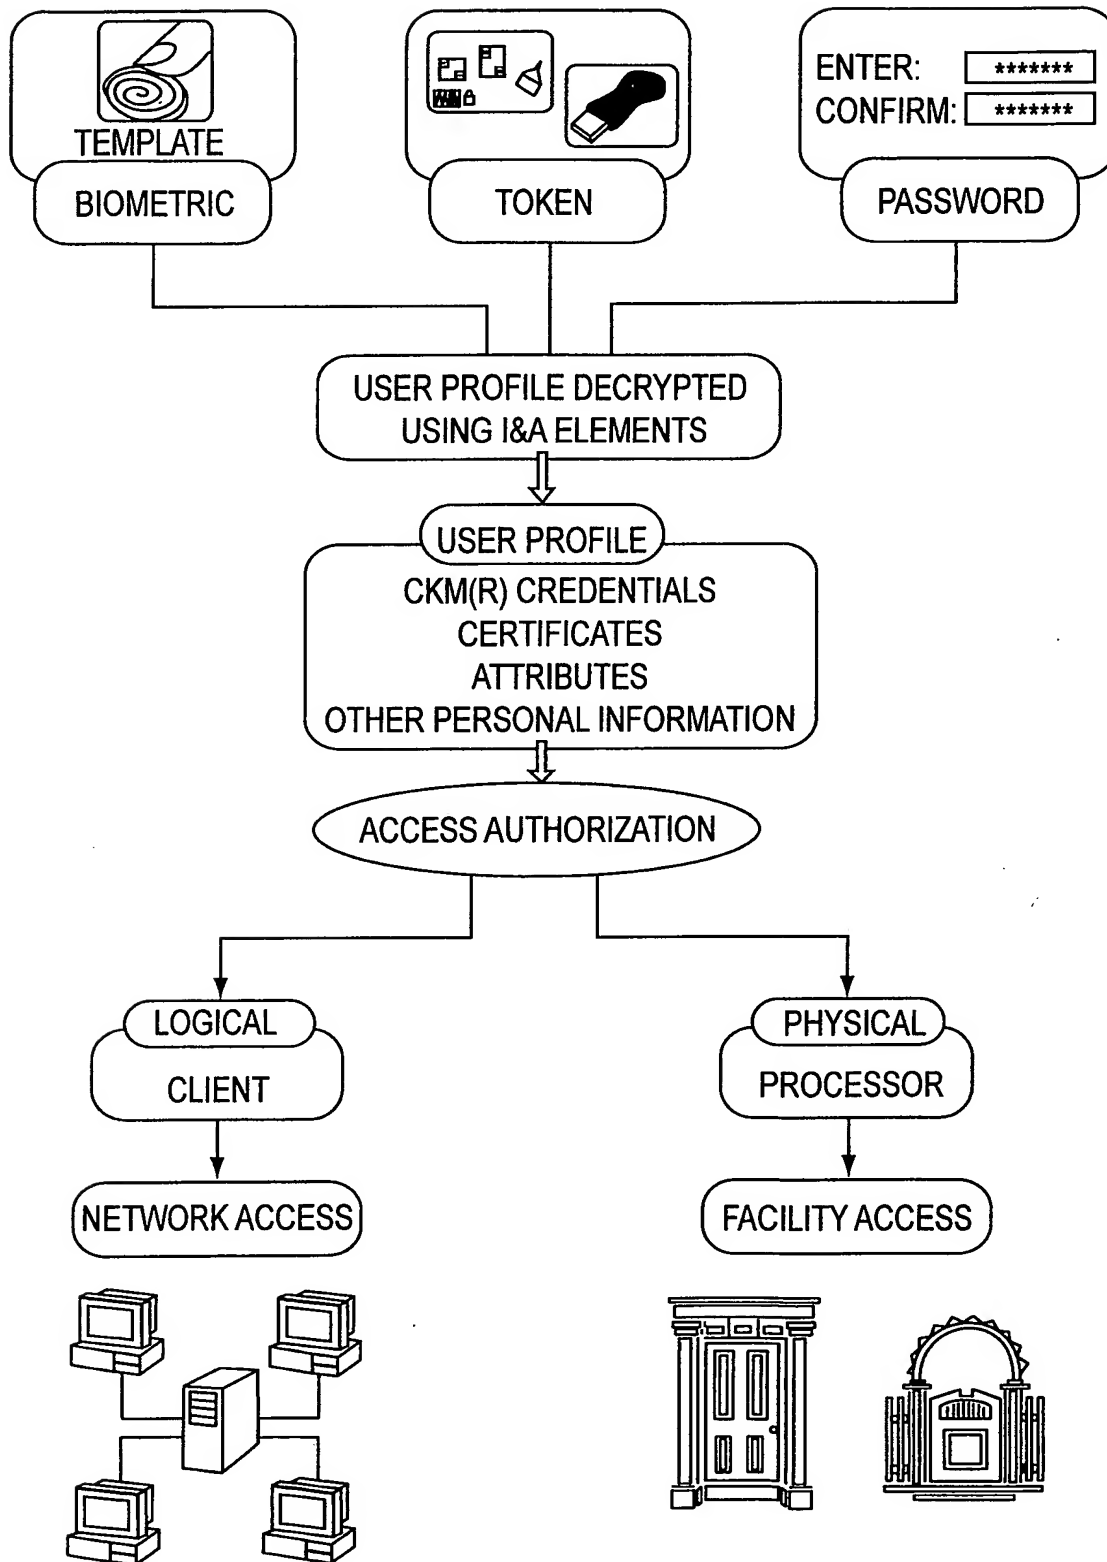 TEMPLATE
BIOMETRIC
TOKEN
ENTER: *******
CONFIRM: *******
PASSWORD
USER PROFILE DECRYPTED
USING I&A ELEMENTS
USER PROFILE
CKM(R) CREDENTIALS
CERTIFICATES
ATTRIBUTES
OTHER PERSONAL INFORMATION
ACCESS AUTHORIZATION
LOGICAL
CLIENT
NETWORK ACCESS
PHYSICAL
PROCESSOR
FACILITY ACCESS